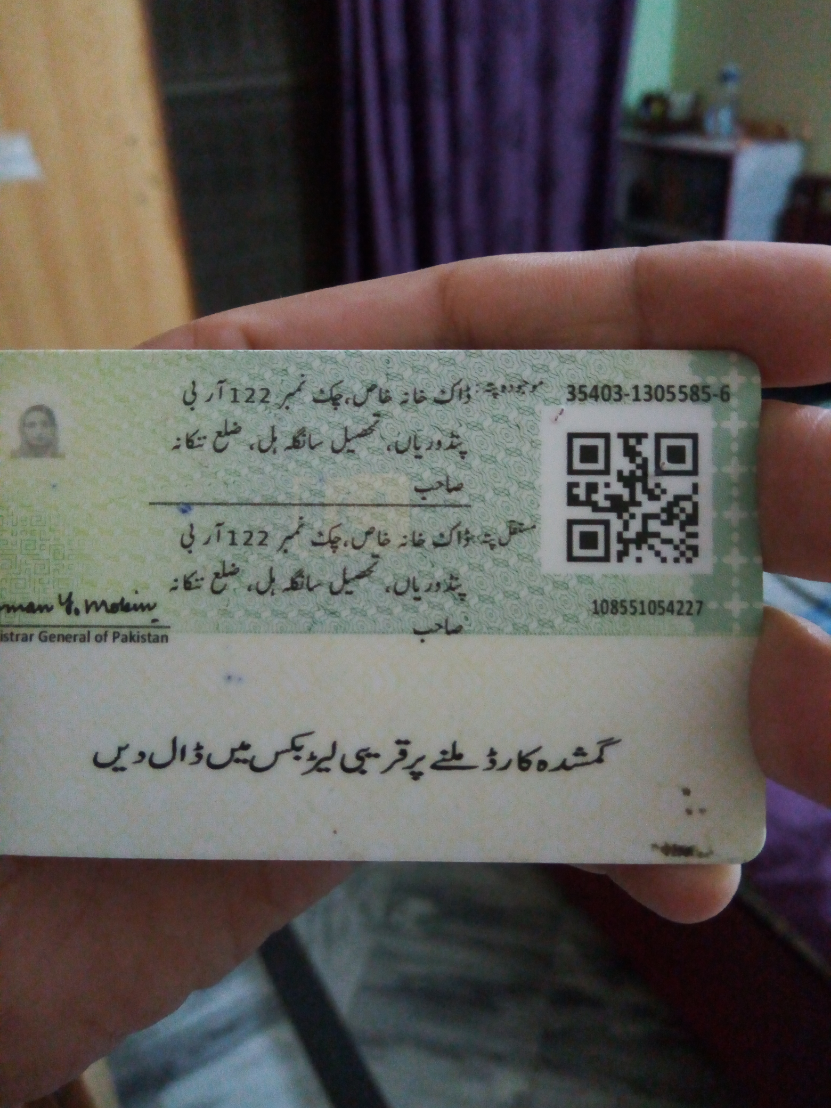 35403-1305585-6
موجودہ پتہ: ڈاک خانہ خاص، چک نمبر 122 آر بی
پنڈوریاں، تحصیل سانگلہ ہل، ضلع ننکانہ
صاحب
مستقل پتہ: ڈاک خانہ خاص، چک نمبر 122 آر بی
پنڈوریاں، تحصیل سانگلہ ہل، ضلع ننکانہ
صاحب
108551054227
istrar General of Pakistan
گمشدہ کارڈ ملنے پر قریبی لیٹر بکس میں ڈال دیں